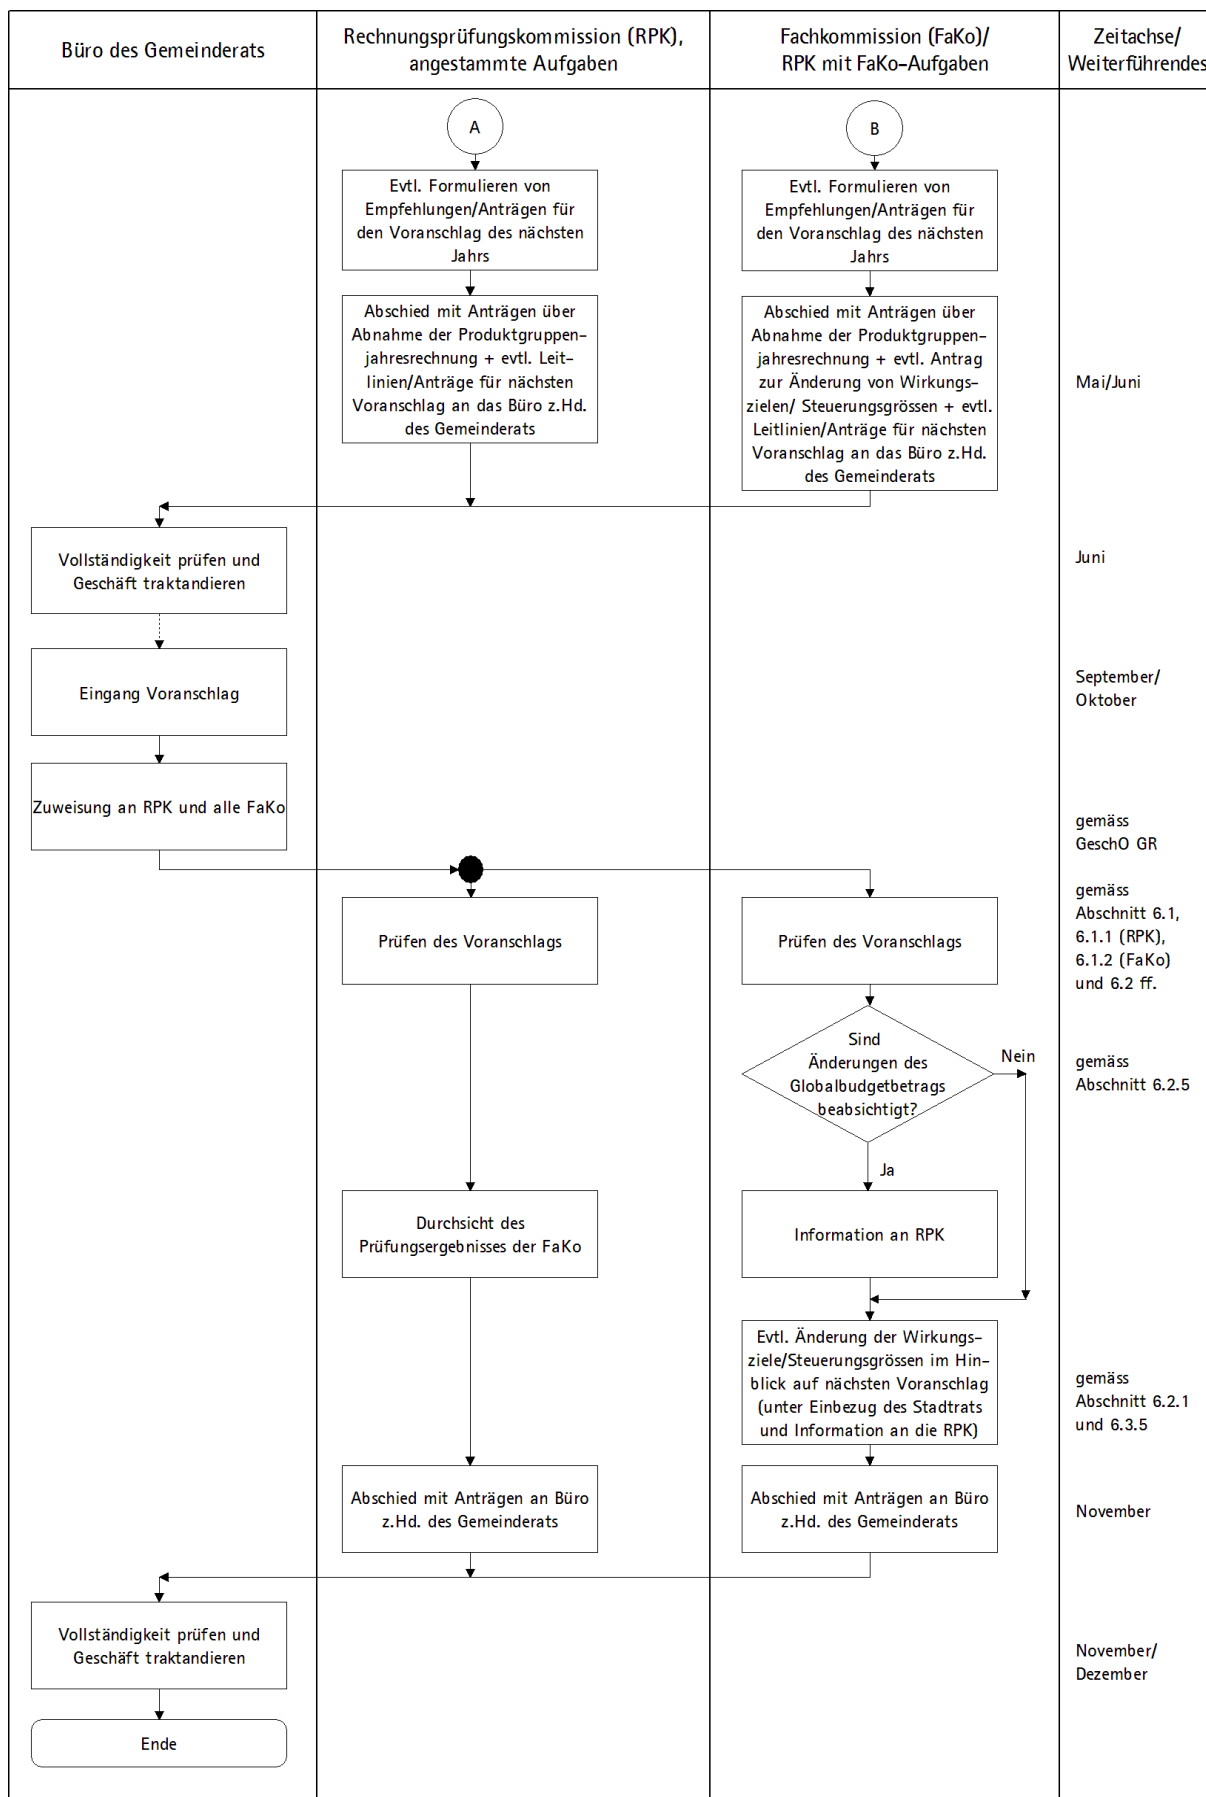 Büro des Gemeinderats
Rechnungsprüfungskommission (RPK),
angestammte Aufgaben
Fachkommission (FaKo)/
RPK mit FaKo-Aufgaben
Zeitachse/
Weiterführendes
A
B
Evtl. Formulieren von
Empfehlungen/Anträgen für
den Voranschlag des nächsten
Jahrs
Evtl. Formulieren von
Empfehlungen/Anträgen für
den Voranschlag des nächsten
Jahrs
Abschied mit Anträgen über
Abnahme der Produktgruppen-
jahresrechnung + evtl. Leit-
linien/Anträge für nächsten
Voranschlag an das Büro z.Hd.
des Gemeinderats
Abschied mit Anträgen über
Abnahme der Produktgruppen-
jahresrechnung + evtl. Antrag
zur Änderung von Wirkungs-
zielen/ Steuerungsgrössen + evtl.
Leitlinien/Anträge für nächsten
Voranschlag an das Büro z.Hd.
des Gemeinderats
Mai/Juni
Vollständigkeit prüfen und
Geschäft traktandieren
Juni
Eingang Voranschlag
September/
Oktober
Zuweisung an RPK und alle FaKo
gemäss
GeschO GR
Prüfen des Voranschlags
Prüfen des Voranschlags
gemäss
Abschnitt 6.1,
6.1.1 (RPK),
6.1.2 (FaKo)
und 6.2 ff.
Sind
Änderungen des
Globalbudgetbetrags
beabsichtigt?
Nein
gemäss
Abschnitt 6.2.5
Ja
Durchsicht des
Prüfungsergebnisses der FaKo
Information an RPK
Evtl. Änderung der Wirkungs-
ziele/Steuerungsgrössen im Hin-
blick auf nächsten Voranschlag
(unter Einbezug des Stadtrats
und Information an die RPK)
gemäss
Abschnitt 6.2.1
und 6.3.5
Abschied mit Anträgen an Büro
z.Hd. des Gemeinderats
Abschied mit Anträgen an Büro
z.Hd. des Gemeinderats
November
Vollständigkeit prüfen und
Geschäft traktandieren
November/
Dezember
Ende